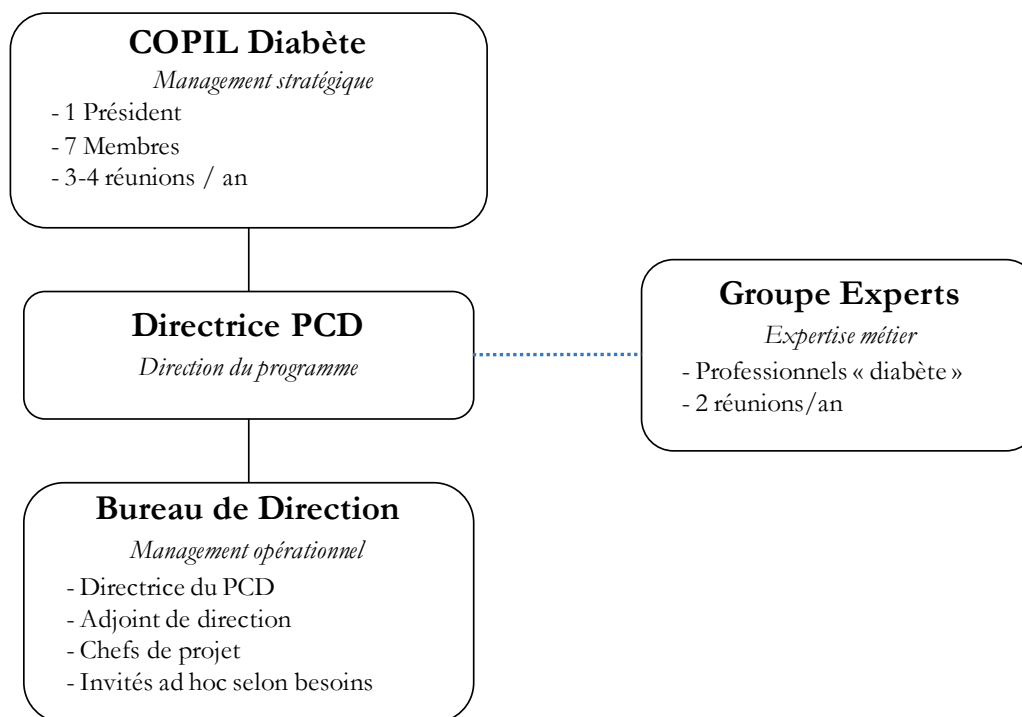 COPIL Diabète
Management stratégique
- 1 Président
- 7 Membres
- 3-4 réunions / an
Directrice PCD
Direction du programme
Groupe Experts
Expertise métier
- Professionnels « diabète »
- 2 réunions/an
Bureau de Direction
Management opérationnel
- Directrice du PCD
- Adjoint de direction
- Chefs de projet
- Invités ad hoc selon besoins